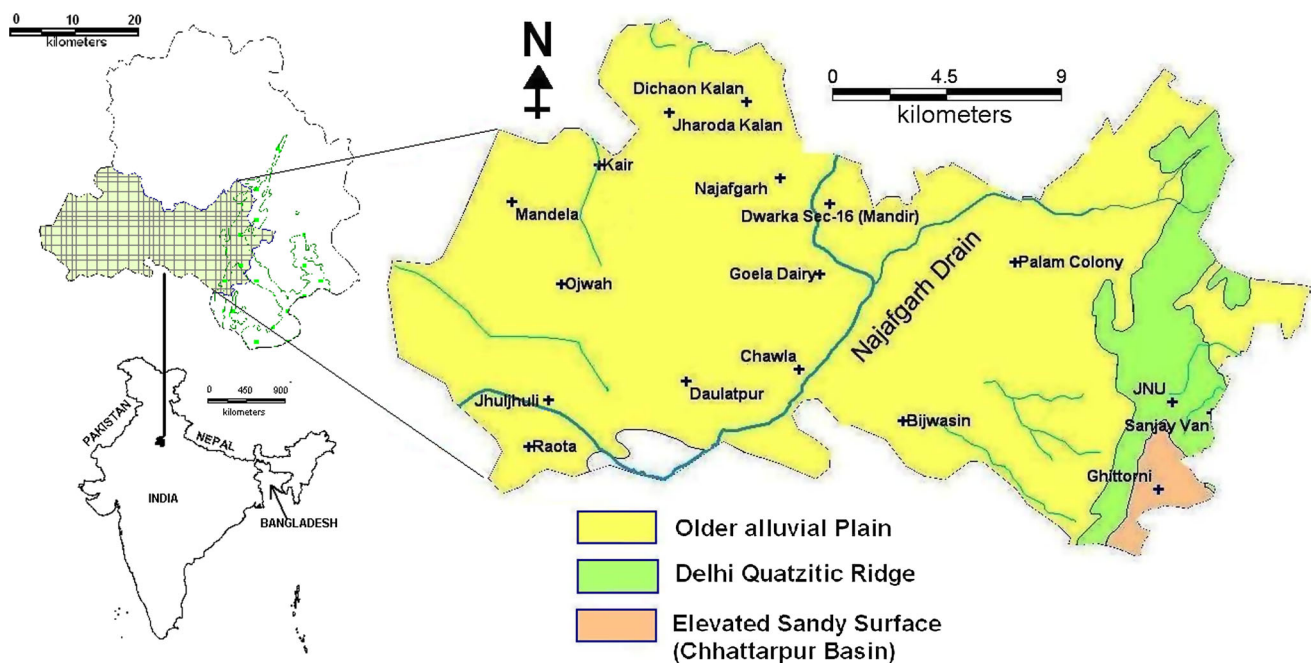 0 10 20
kilometers
N
0 4.5 9
kilometers
Dichaon Kalan
Jharoda Kalan
Kair
Najafgarh
Mandela
Dwarka Sec-16 (Mandir)
Palam Colony
Goela Dairy
Ojwah
Najafgarh Drain
Chawla
Daulatpur
Jhuljhuli
JNU
Bijwasin
Sanjay Van
Raota
Ghittorni
0 450 900
kilometers
PAKISTAN
NEPAL
INDIA
BANGLADESH
Older alluvial Plain
Delhi Quatzitic Ridge
Elevated Sandy Surface
(Chhattarpur Basin)